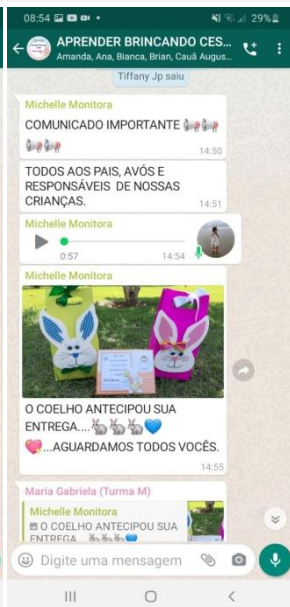 08:54
29%
APRENDER BRINCANDO CES...
Amanda, Ana, Bianca, Brian, Cauã Augus...
Tiffany Jp saiu
Michelle Monitora
COMUNICADO IMPORTANTE
14:50
TODOS AOS PAIS, AVÓS E
RESPONSÁVEIS DE NOSSAS
CRIANÇAS.
14:51
Michelle Monitora
0:57
14:54
Michelle Monitora
O COELHO ANTECIPOU SUA
ENTREGA....
...AGUARDAMOS TODOS VOCÊS.
14:55
Maria Gabriela (Turma M)
Michelle Monitora
O COELHO ANTECIPOU SUA
ENTREGA
Digite uma mensagem